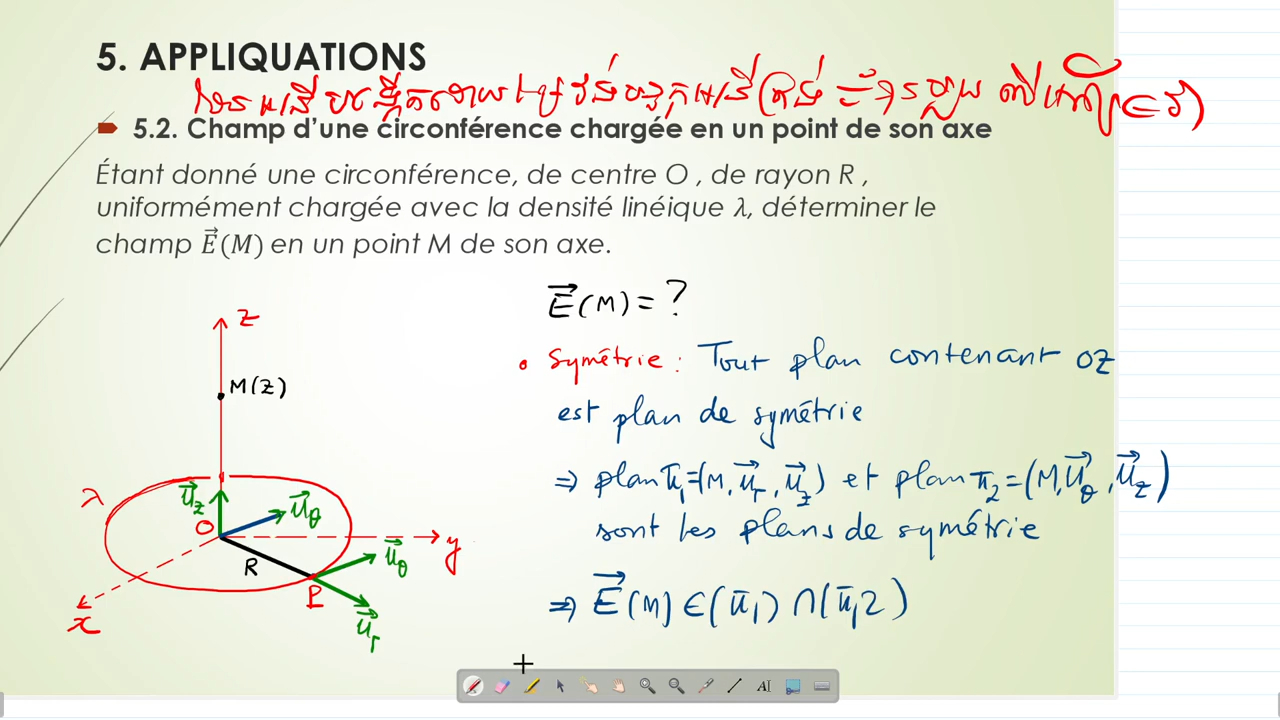 5. APPLIQUATIONS
5.2. Champ d'une circonférence chargée en un point de son axe
Étant donné une circonférence, de centre O , de rayon R ,
uniformément chargée avec la densité linéique λ, déterminer le
champ E⃗(M) en un point M de son axe.
E⃗(M) = ?
• Symétrie : Tout plan contenant OZ
est plan de symétrie
⇒ plan π₁=(M, u⃗r, u⃗z) et plan π₂=(M, u⃗θ, u⃗z)
sont les plans de symétrie
⇒ E⃗(M) ∈ (π₁) ∩ (π₁2)
z
M(Z)
λ
u⃗z
u⃗θ
O
y
R
u⃗θ
P
x
u⃗r
AI